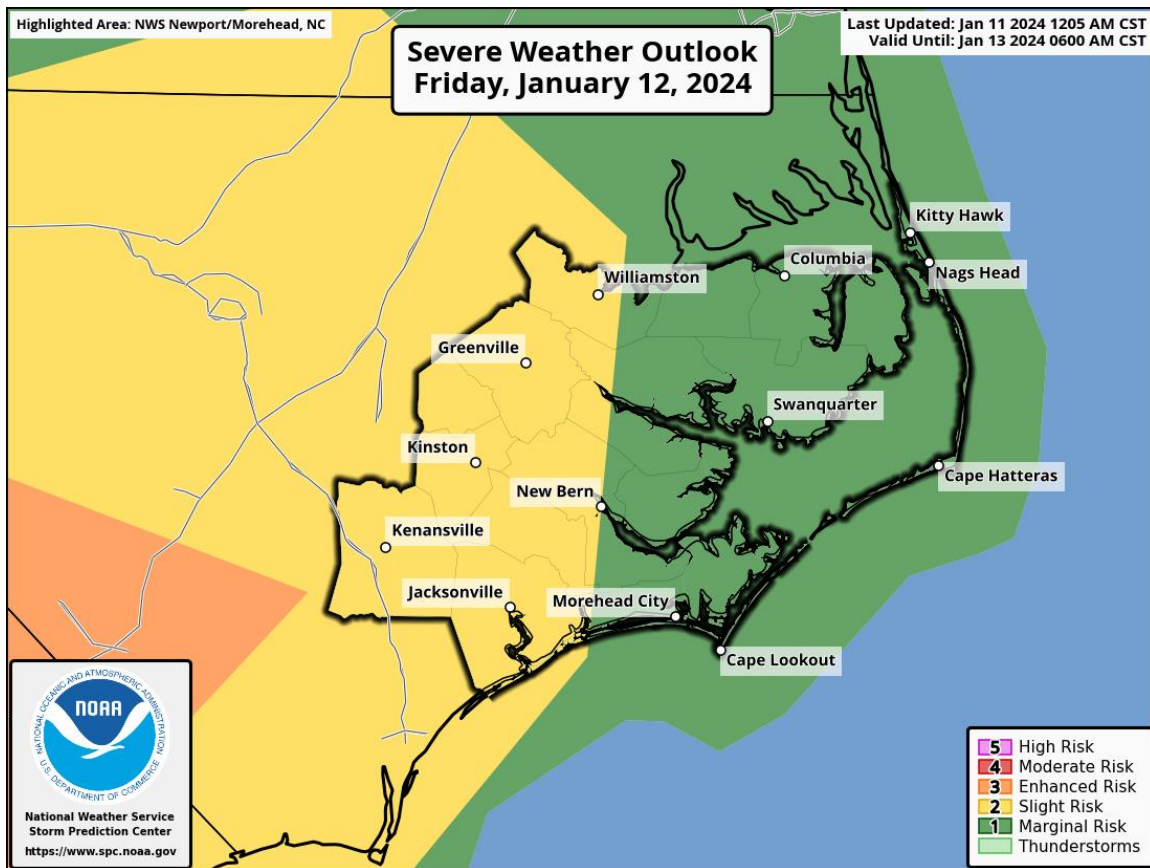 Highlighted Area: NWS Newport/Morehead, NC
Last Updated: Jan 11 2024 1205 AM CST
Valid Until: Jan 13 2024 0600 AM CST
Severe Weather Outlook
Friday, January 12, 2024
Kitty Hawk
Columbia
Nags Head
Williamston
Greenville
Swanquarter
Kinston
Cape Hatteras
New Bern
Kenansville
Jacksonville
Morehead City
Cape Lookout
NATIONAL OCEANIC AND ATMOSPHERIC ADMINISTRATION
NOAA
U.S. DEPARTMENT OF COMMERCE
National Weather Service
Storm Prediction Center
https://www.spc.noaa.gov
5 High Risk
4 Moderate Risk
3 Enhanced Risk
2 Slight Risk
1 Marginal Risk
Thunderstorms